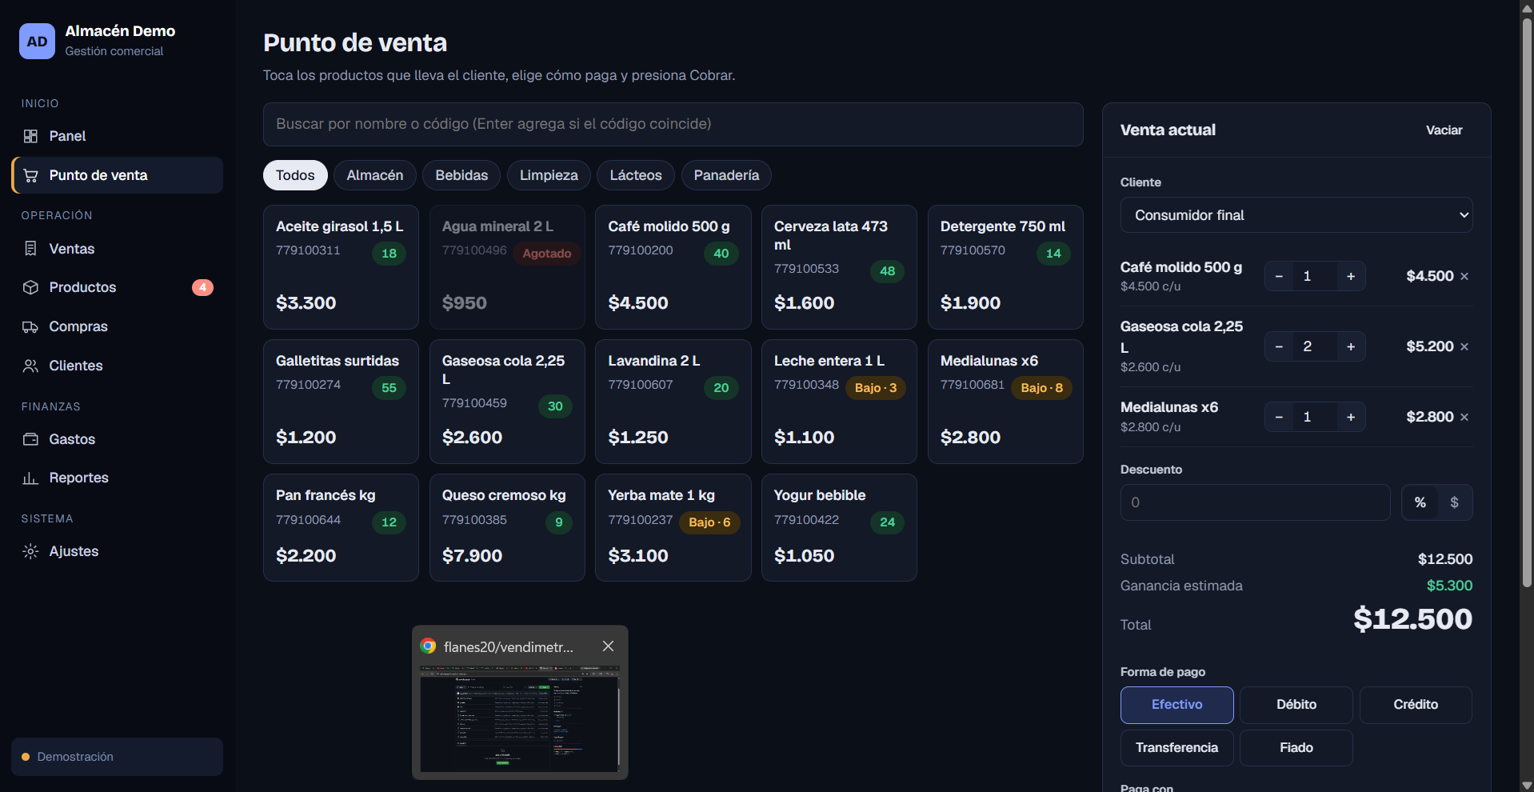 AD
Almacén Demo
Gestión comercial
INICIO
Panel
Punto de venta
OPERACIÓN
Ventas
Productos
4
Compras
Clientes
FINANZAS
Gastos
Reportes
SISTEMA
Ajustes
Demostración
Punto de venta
Toca los productos que lleva el cliente, elige cómo paga y presiona Cobrar.
Buscar por nombre o código (Enter agrega si el código coincide)
Todos
Almacén
Bebidas
Limpieza
Lácteos
Panadería
Aceite girasol 1,5 L
779100311
18
$3.300
Agua mineral 2 L
779100496
Agotado
$950
Café molido 500 g
779100200
40
$4.500
Cerveza lata 473
ml
779100533
48
$1.600
Detergente 750 ml
779100570
14
$1.900
Galletitas surtidas
779100274
55
$1.200
Gaseosa cola 2,25
L
779100459
30
$2.600
Lavandina 2 L
779100607
20
$1.250
Leche entera 1 L
779100348
Bajo · 3
$1.100
Medialunas x6
779100681
Bajo · 8
$2.800
Pan francés kg
779100644
12
$2.200
Queso cremoso kg
779100385
9
$7.900
Yerba mate 1 kg
779100237
Bajo · 6
$3.100
Yogur bebible
779100422
24
$1.050
flanes20/vendimetr...
Venta actual
Vaciar
Cliente
Consumidor final
Café molido 500 g
$4.500 c/u
− 1 +
$4.500 ×
Gaseosa cola 2,25
L
$2.600 c/u
− 2 +
$5.200 ×
Medialunas x6
$2.800 c/u
− 1 +
$2.800 ×
Descuento
0
% $
Subtotal
$12.500
Ganancia estimada
$5.300
Total
$12.500
Forma de pago
Efectivo
Débito
Crédito
Transferencia
Fiado
Paga con